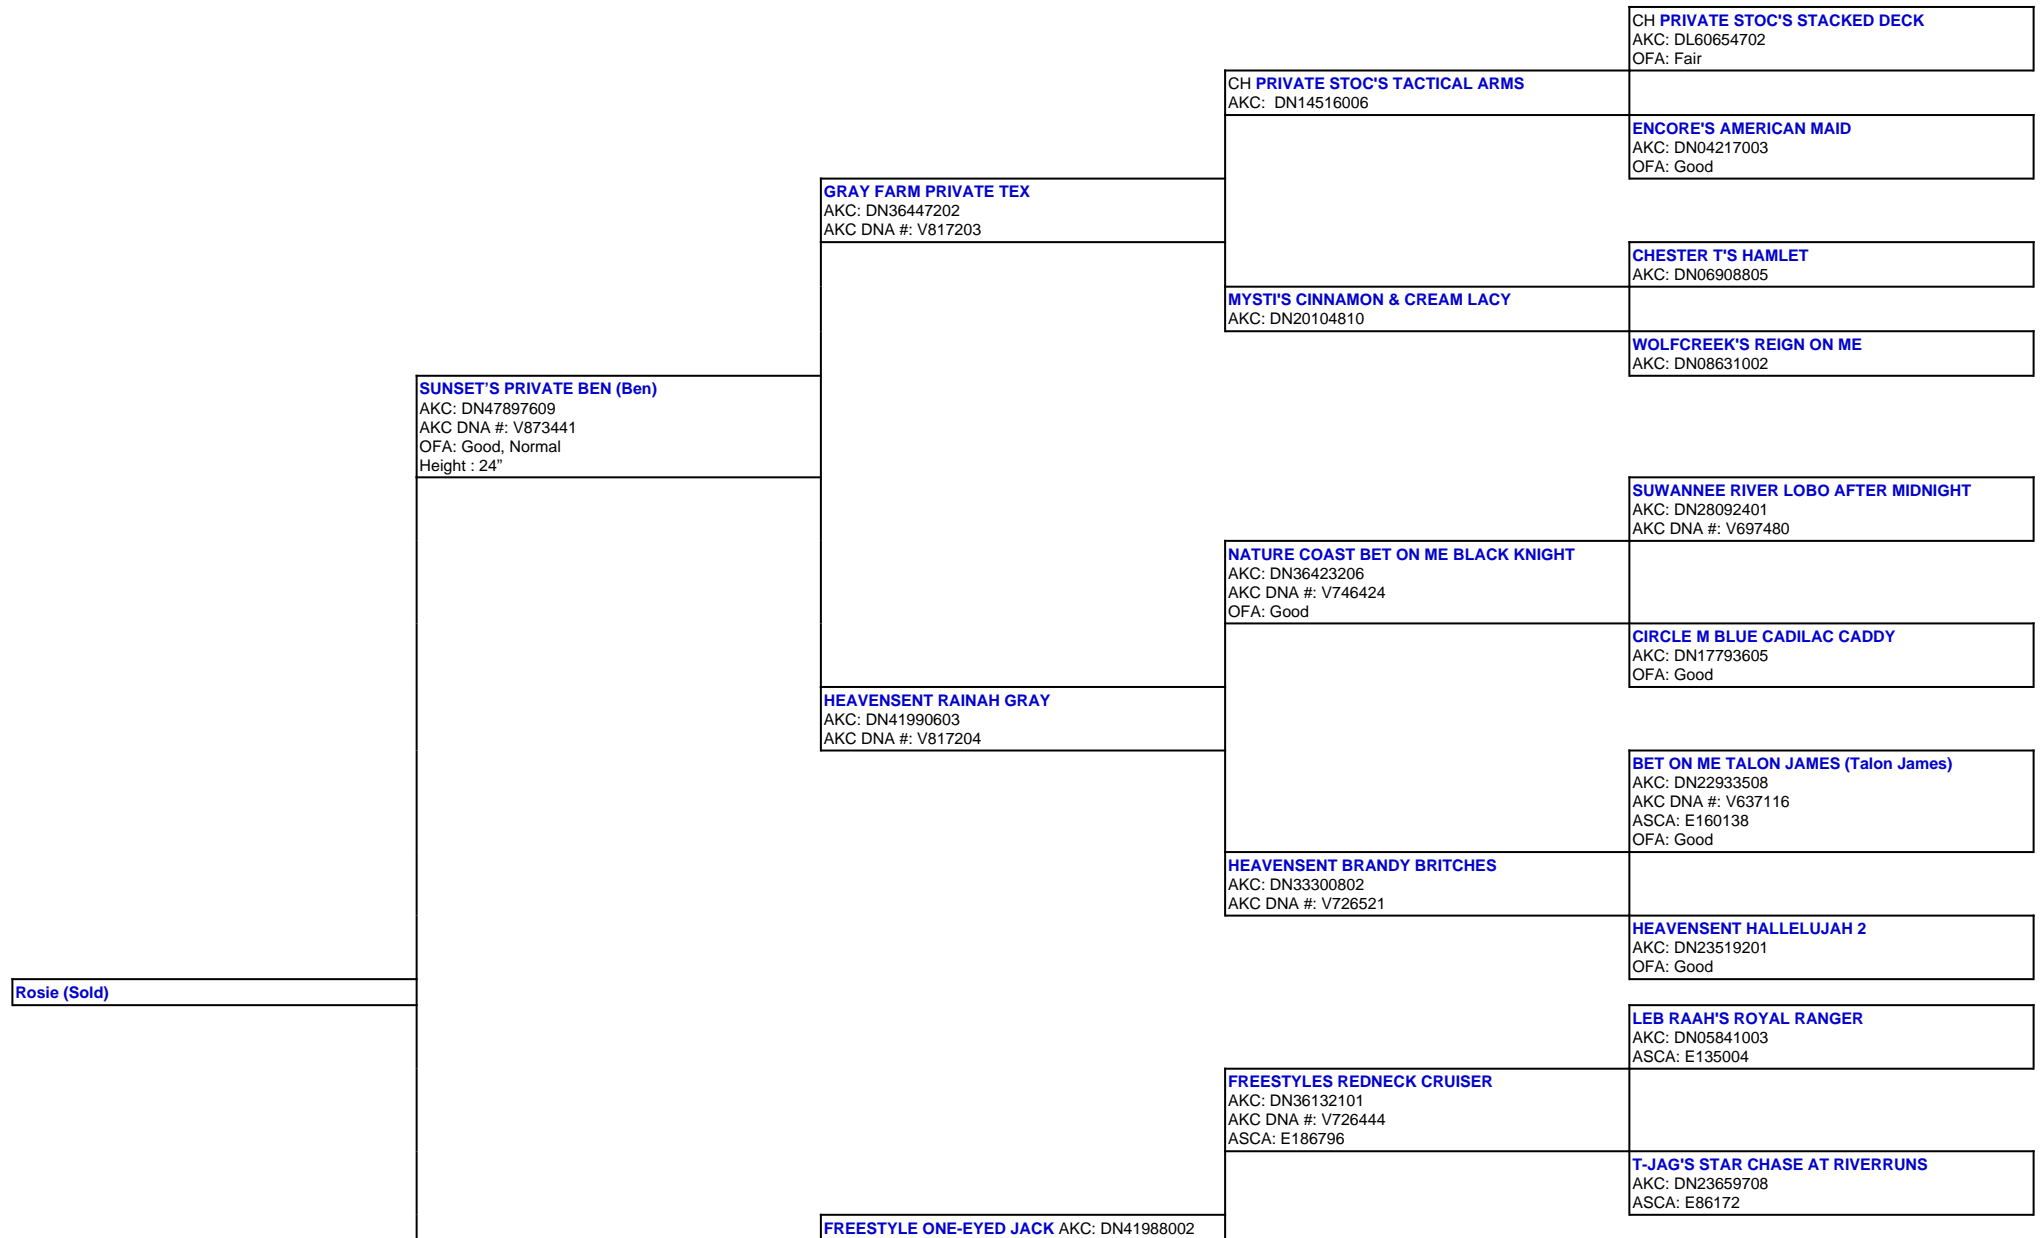 CH PRIVATE STOC'S STACKED DECK
AKC: DL60654702
OFA: Fair
CH PRIVATE STOC'S TACTICAL ARMS
AKC:  DN14516006
ENCORE'S AMERICAN MAID
AKC: DN04217003
OFA: Good
GRAY FARM PRIVATE TEX
AKC: DN36447202
AKC DNA #: V817203
CHESTER T'S HAMLET
AKC: DN06908805
MYSTI'S CINNAMON & CREAM LACY
AKC: DN20104810
WOLFCREEK'S REIGN ON ME
AKC: DN08631002
SUNSET’S PRIVATE BEN (Ben)
AKC: DN47897609
AKC DNA #: V873441
OFA: Good, Normal
Height : 24”
SUWANNEE RIVER LOBO AFTER MIDNIGHT
AKC: DN28092401
AKC DNA #: V697480
NATURE COAST BET ON ME BLACK KNIGHT
AKC: DN36423206
AKC DNA #: V746424
OFA: Good
CIRCLE M BLUE CADILAC CADDY
AKC: DN17793605
OFA: Good
HEAVENSENT RAINAH GRAY
AKC: DN41990603
AKC DNA #: V817204
BET ON ME TALON JAMES (Talon James)
AKC: DN22933508
AKC DNA #: V637116
ASCA: E160138
OFA: Good
HEAVENSENT BRANDY BRITCHES
AKC: DN33300802
AKC DNA #: V726521
HEAVENSENT HALLELUJAH 2
AKC: DN23519201
OFA: Good
Rosie (Sold)
LEB RAAH'S ROYAL RANGER
AKC: DN05841003
ASCA: E135004
FREESTYLES REDNECK CRUISER
AKC: DN36132101
AKC DNA #: V726444
ASCA: E186796
T-JAG'S STAR CHASE AT RIVERRUNS
AKC: DN23659708
ASCA: E86172
FREESTYLE ONE-EYED JACK AKC: DN41988002